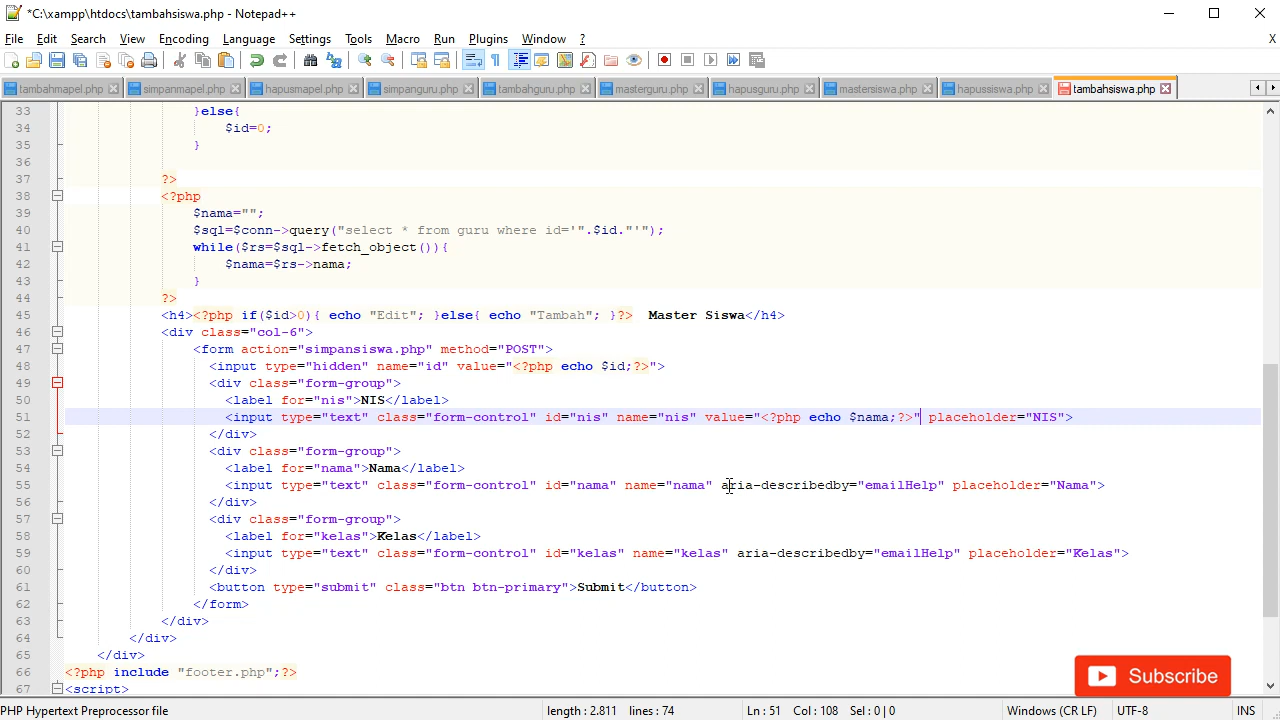 *C:\xampp\htdocs\tambahsiswa.php - Notepad++
File Edit Search View Encoding Language Settings Tools Macro Run Plugins Window ? X
tambahmapel.php simpanmapel.php hapusmapel.php simpanguru.php tambahguru.php masterguru.php hapusguru.php mastersiswa.php hapussiswa.php tambahsiswa.php
33 }else{
34 $id=0;
35 }
36
37 ?>
38 <?php
39 $nama="";
40 $sql=$conn->query("select * from guru where id='".$id."'");
41 while($rs=$sql->fetch_object()){
42 $nama=$rs->nama;
43 }
44 ?>
45 <h4><?php if($id>0){ echo "Edit"; }else{ echo "Tambah"; }?> Master Siswa</h4>
46 <div class="col-6">
47 <form action="simpansiswa.php" method="POST">
48 <input type="hidden" name="id" value="<?php echo $id;?>">
49 <div class="form-group">
50 <label for="nis">NIS</label>
51 <input type="text" class="form-control" id="nis" name="nis" value="<?php echo $nama;?>" placeholder="NIS">
52 </div>
53 <div class="form-group">
54 <label for="nama">Nama</label>
55 <input type="text" class="form-control" id="nama" name="nama" aria-describedby="emailHelp" placeholder="Nama">
56 </div>
57 <div class="form-group">
58 <label for="kelas">Kelas</label>
59 <input type="text" class="form-control" id="kelas" name="kelas" aria-describedby="emailHelp" placeholder="Kelas">
60 </div>
61 <button type="submit" class="btn btn-primary">Submit</button>
62 </form>
63 </div>
64 </div>
65 </div>
66 <?php include "footer.php";?>
67 <script>
Subscribe
PHP Hypertext Preprocessor file length : 2.811 lines : 74 Ln : 51 Col : 108 Sel : 0 | 0 Windows (CR LF) UTF-8 INS